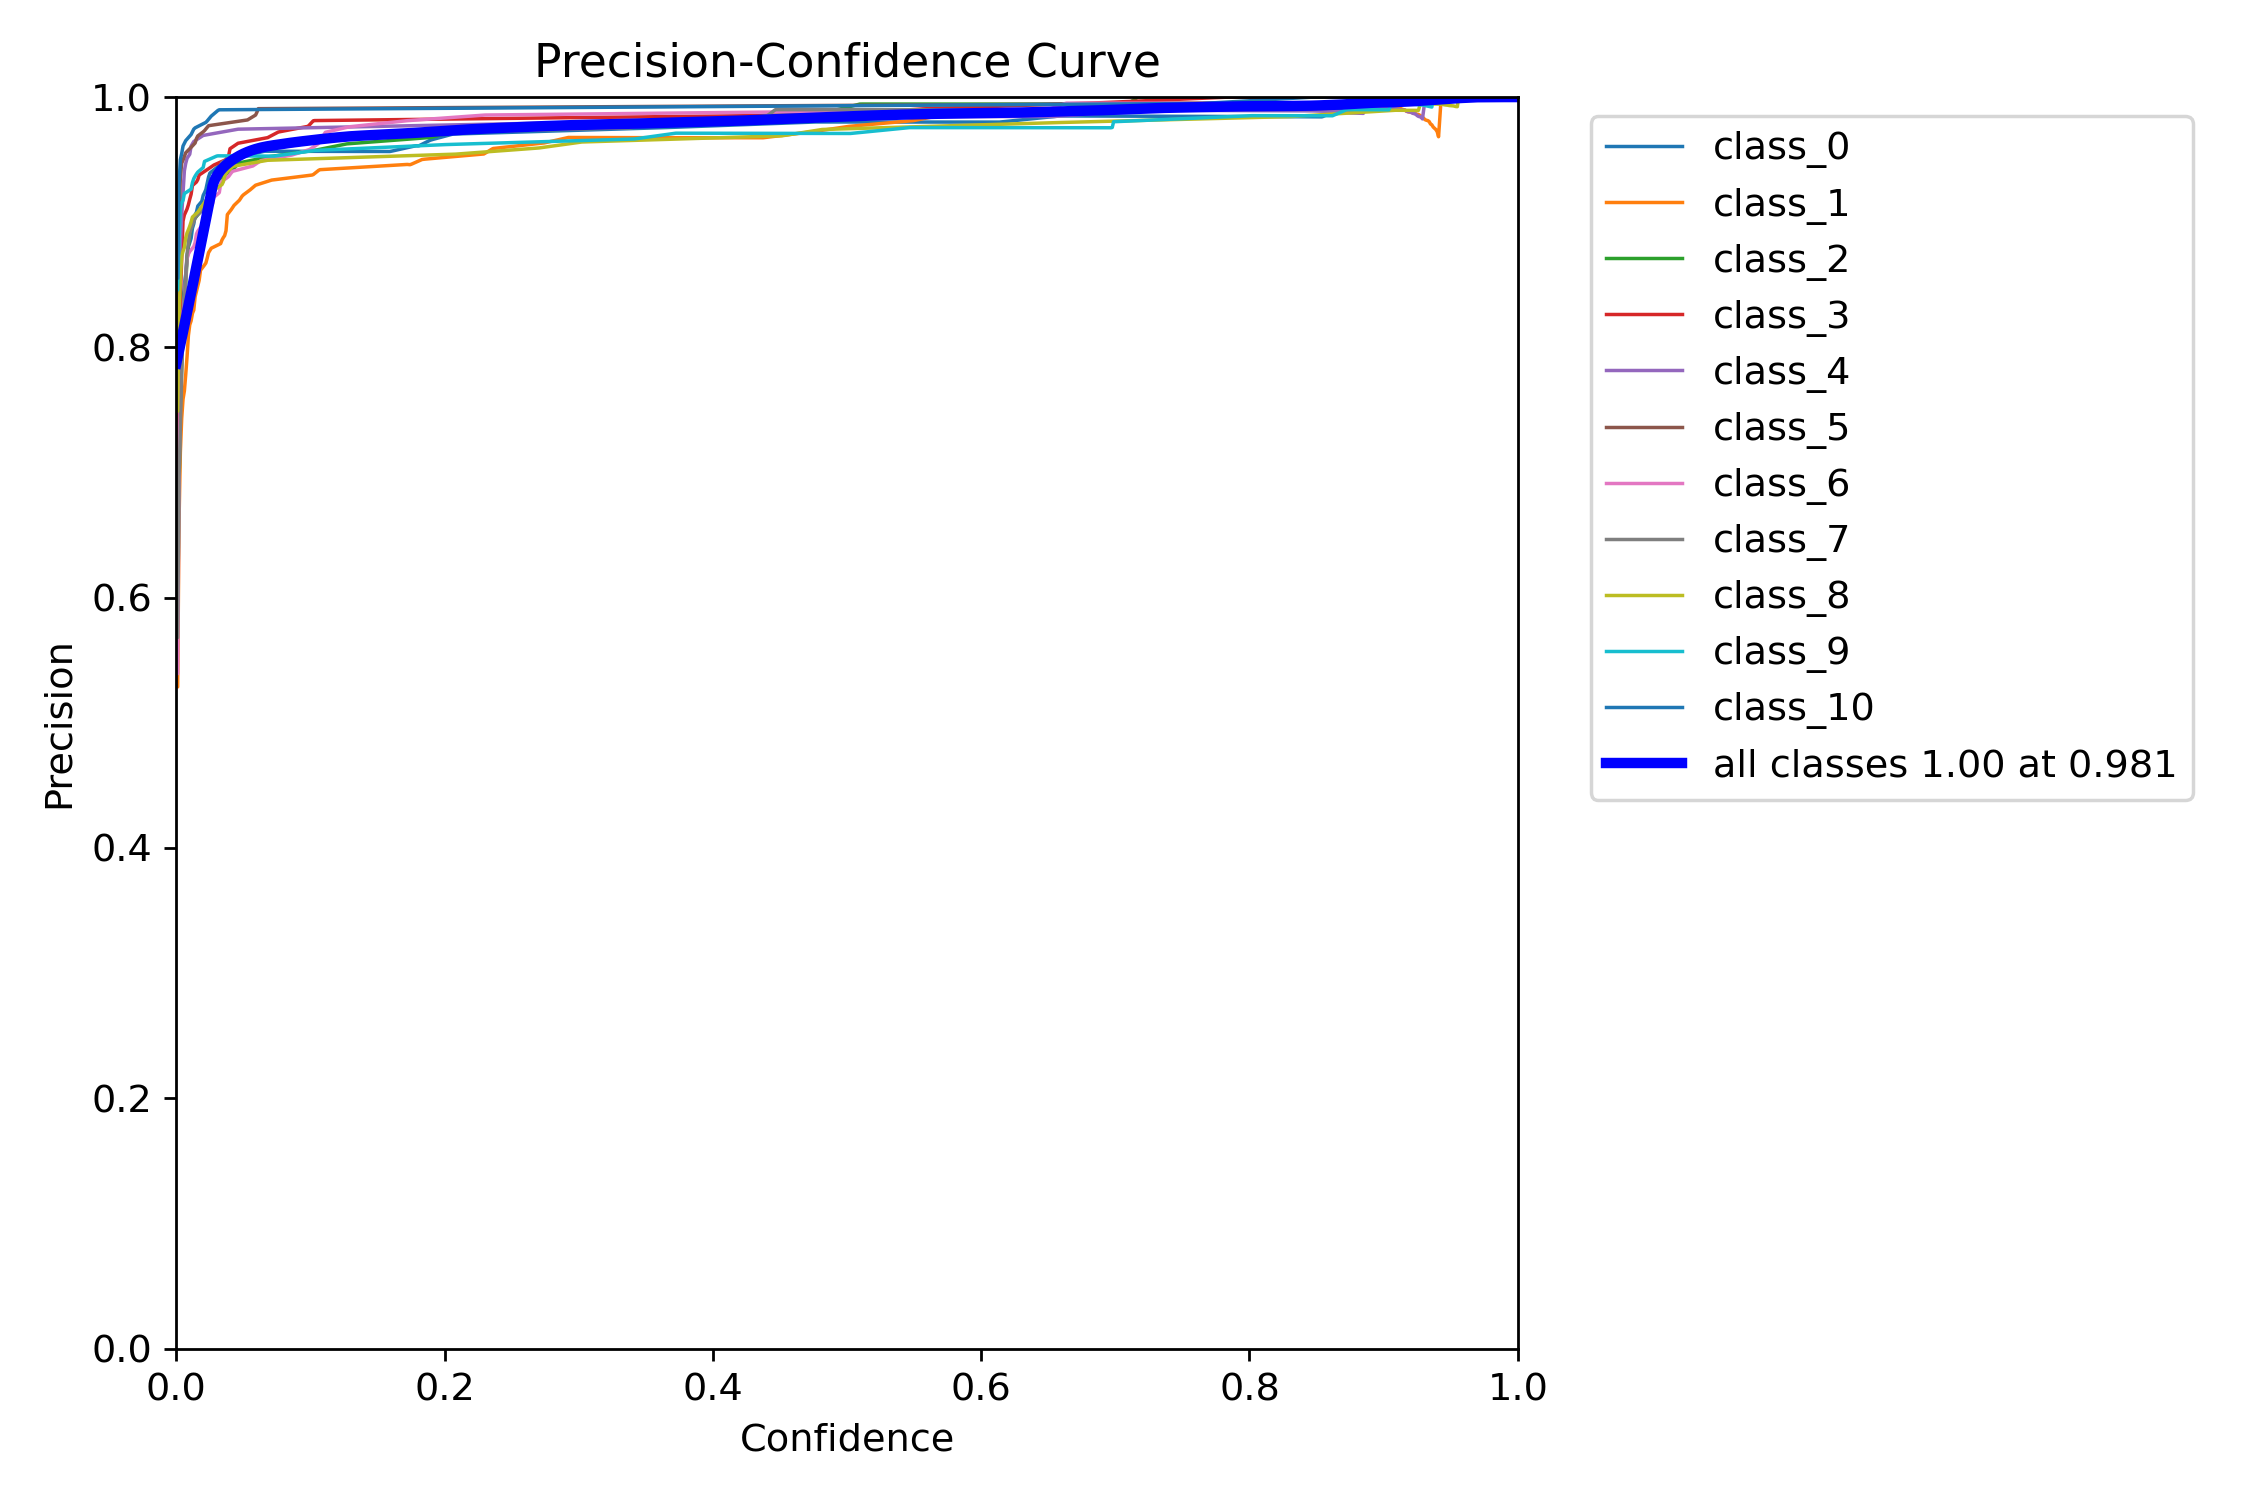 Precision-Confidence Curve
1.0
0.8
0.6
0.4
0.2
0.0
Precision
0.0 0.2 0.4 0.6 0.8 1.0
Confidence
class_0
class_1
class_2
class_3
class_4
class_5
class_6
class_7
class_8
class_9
class_10
all classes 1.00 at 0.981